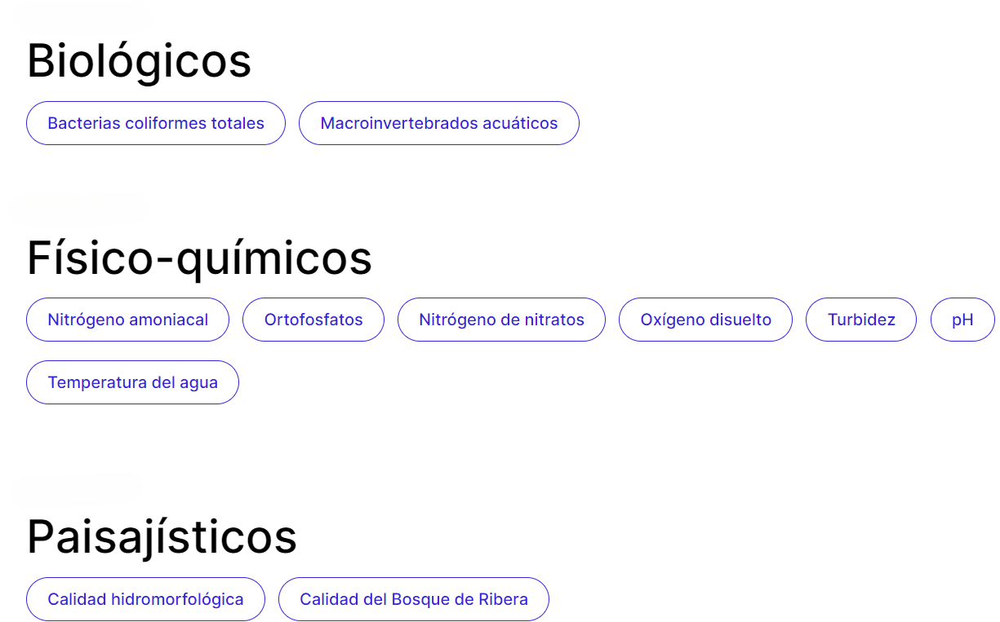 Biológicos
Bacterias coliformes totales Macroinvertebrados acuáticos
Físico-químicos
Nitrógeno amoniacal Ortofosfatos Nitrógeno de nitratos Oxígeno disuelto Turbidez pH
Temperatura del agua
Paisajísticos
Calidad hidromorfológica Calidad del Bosque de Ribera